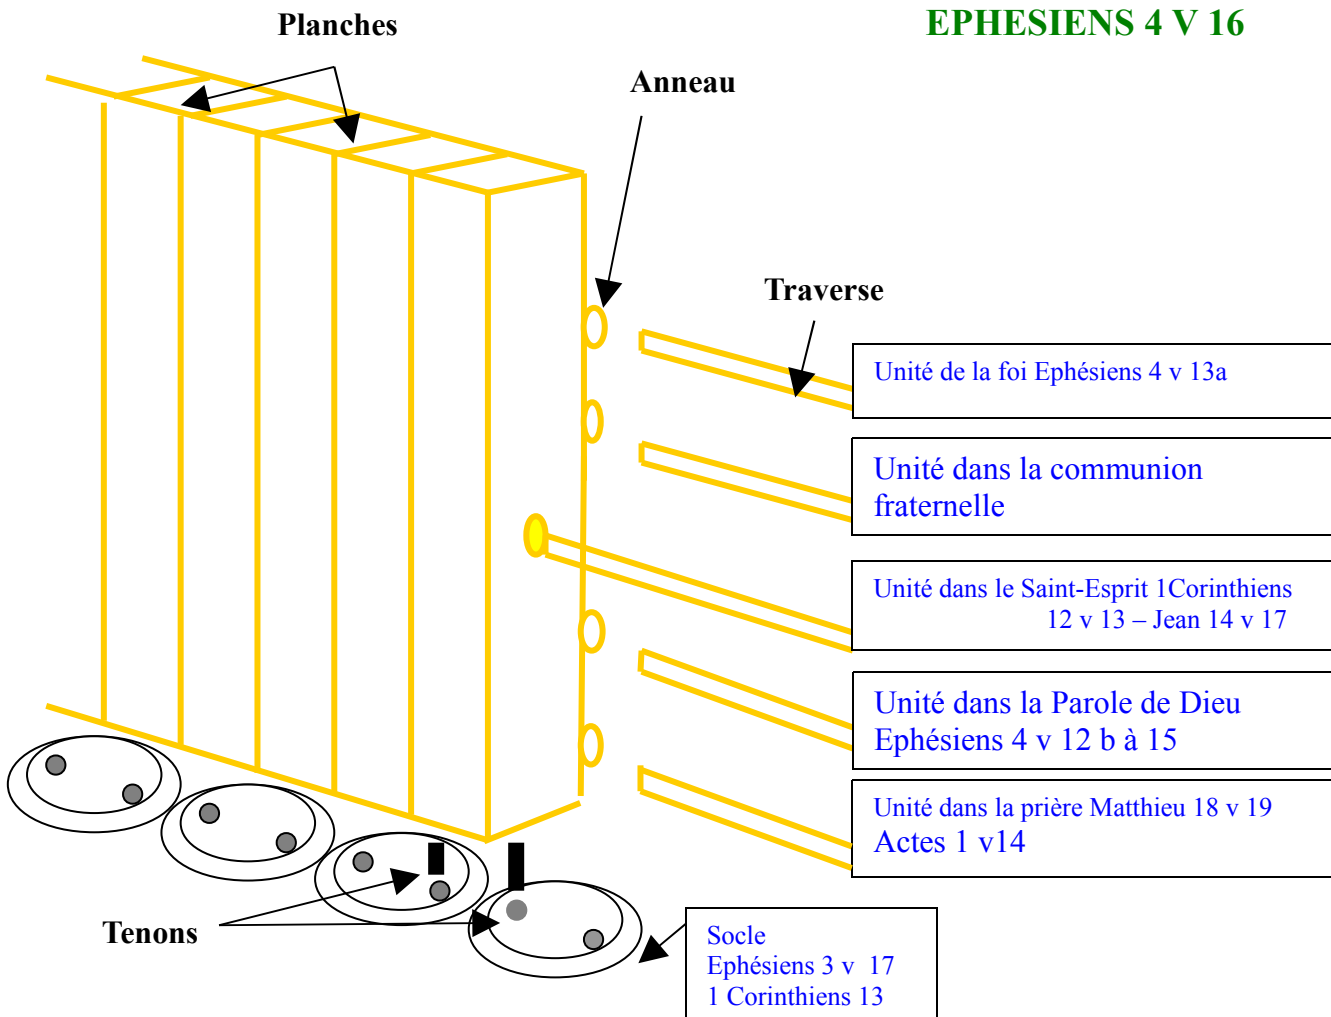 EPHESIENS 4 V 16
Planches
Anneau
Traverse
Unité de la foi Ephésiens 4 v 13a
Unité dans la communion
fraternelle
Unité dans le Saint-Esprit 1Corinthiens
12 v 13 – Jean 14 v 17
Unité dans la Parole de Dieu
Ephésiens 4 v 12 b à 15
Unité dans la prière Matthieu 18 v 19
Actes 1 v14
Tenons
Socle
Ephésiens 3 v 17
1 Corinthiens 13